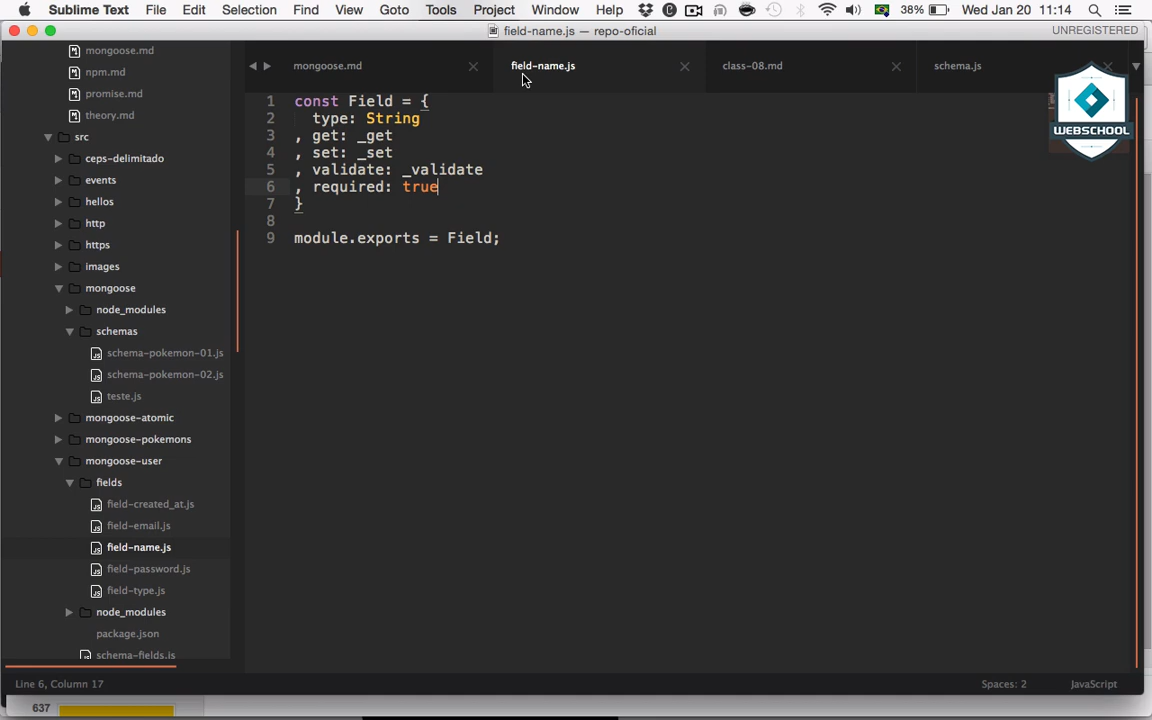 Sublime Text File Edit Selection Find View Goto Tools Project Window Help 38% Wed Jan 20 11:14
field-name.js — repo-oficial UNREGISTERED
mongoose.md
npm.md
promise.md
theory.md
src
ceps-delimitado
events
hellos
http
https
images
mongoose
node_modules
schemas
schema-pokemon-01.js
schema-pokemon-02.js
teste.js
mongoose-atomic
mongoose-pokemons
mongoose-user
fields
field-created_at.js
field-email.js
field-name.js
field-password.js
field-type.js
node_modules
package.json
schema-fields.js
mongoose.md field-name.js class-08.md schema.js
WEBSCHOOL
1 const Field = {
2 type: String
3 , get: _get
4 , set: _set
5 , validate: _validate
6 , required: true
7 }
8
9 module.exports = Field;
Line 6, Column 17 Spaces: 2 JavaScript
637